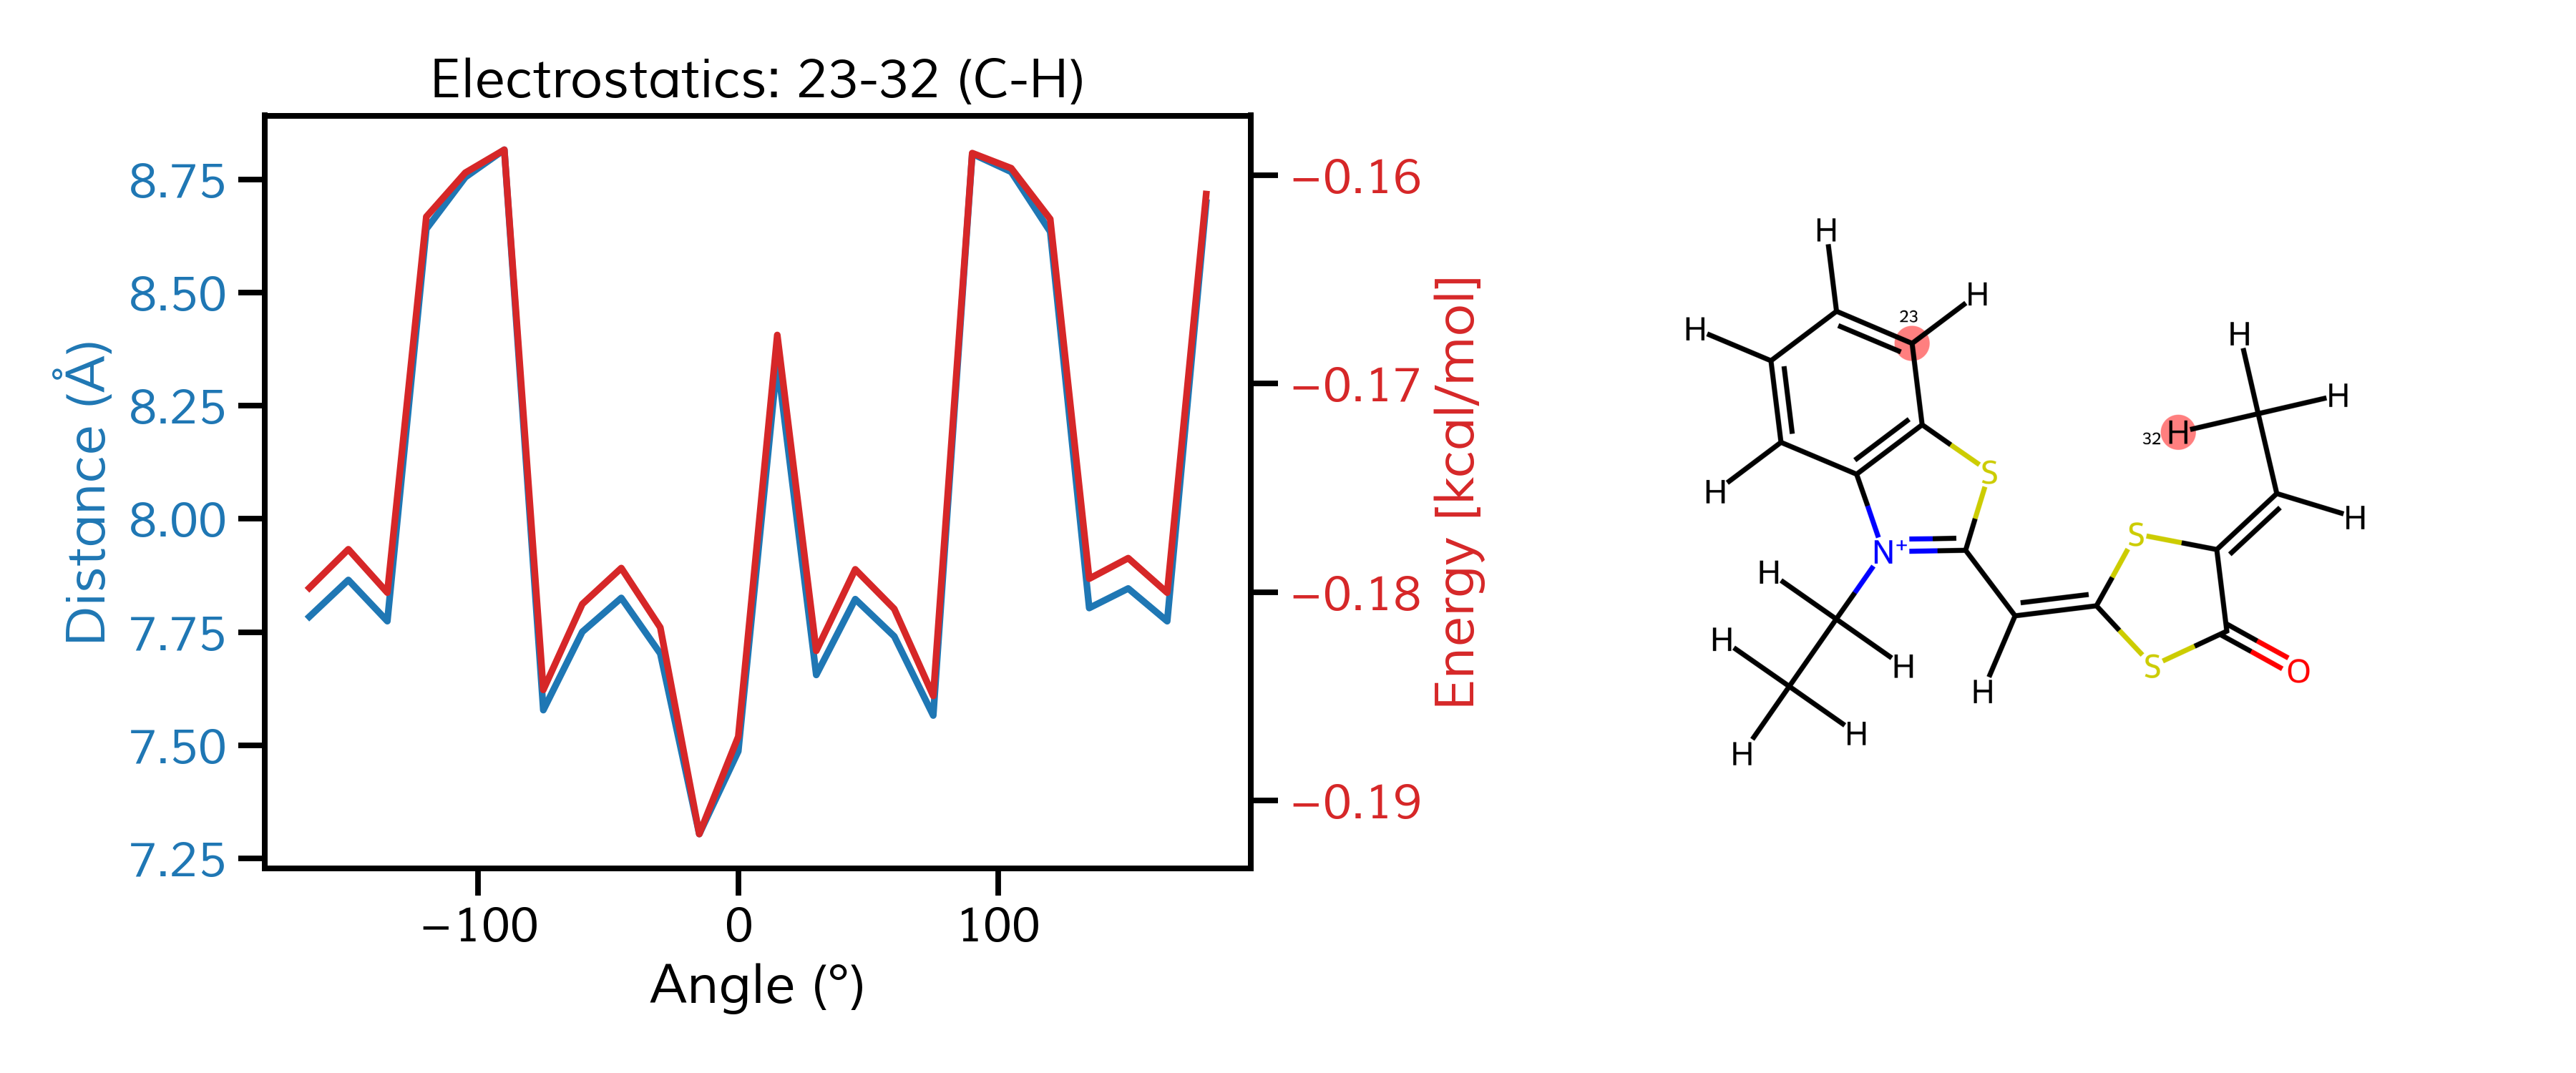 Electrostatics: 23-32 (C-H)
8.75
8.50
8.25
8.00
7.75
7.50
7.25
Distance (Å)
−100
0
100
Angle (°)
−0.16
−0.17
−0.18
−0.19
Energy [kcal/mol]
H
H
23
H
H
H
32 H
H
S
H
S
H
N+
H
H
H
S
O
H
H
H